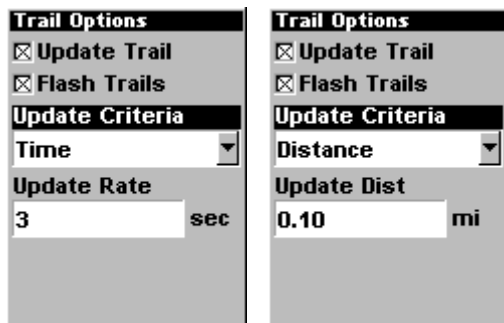 Trail Options
Update Trail
Flash Trails
Update Criteria
Time
Update Rate
3 sec
Trail Options
Update Trail
Flash Trails
Update Criteria
Distance
Update Dist
0.10 mi